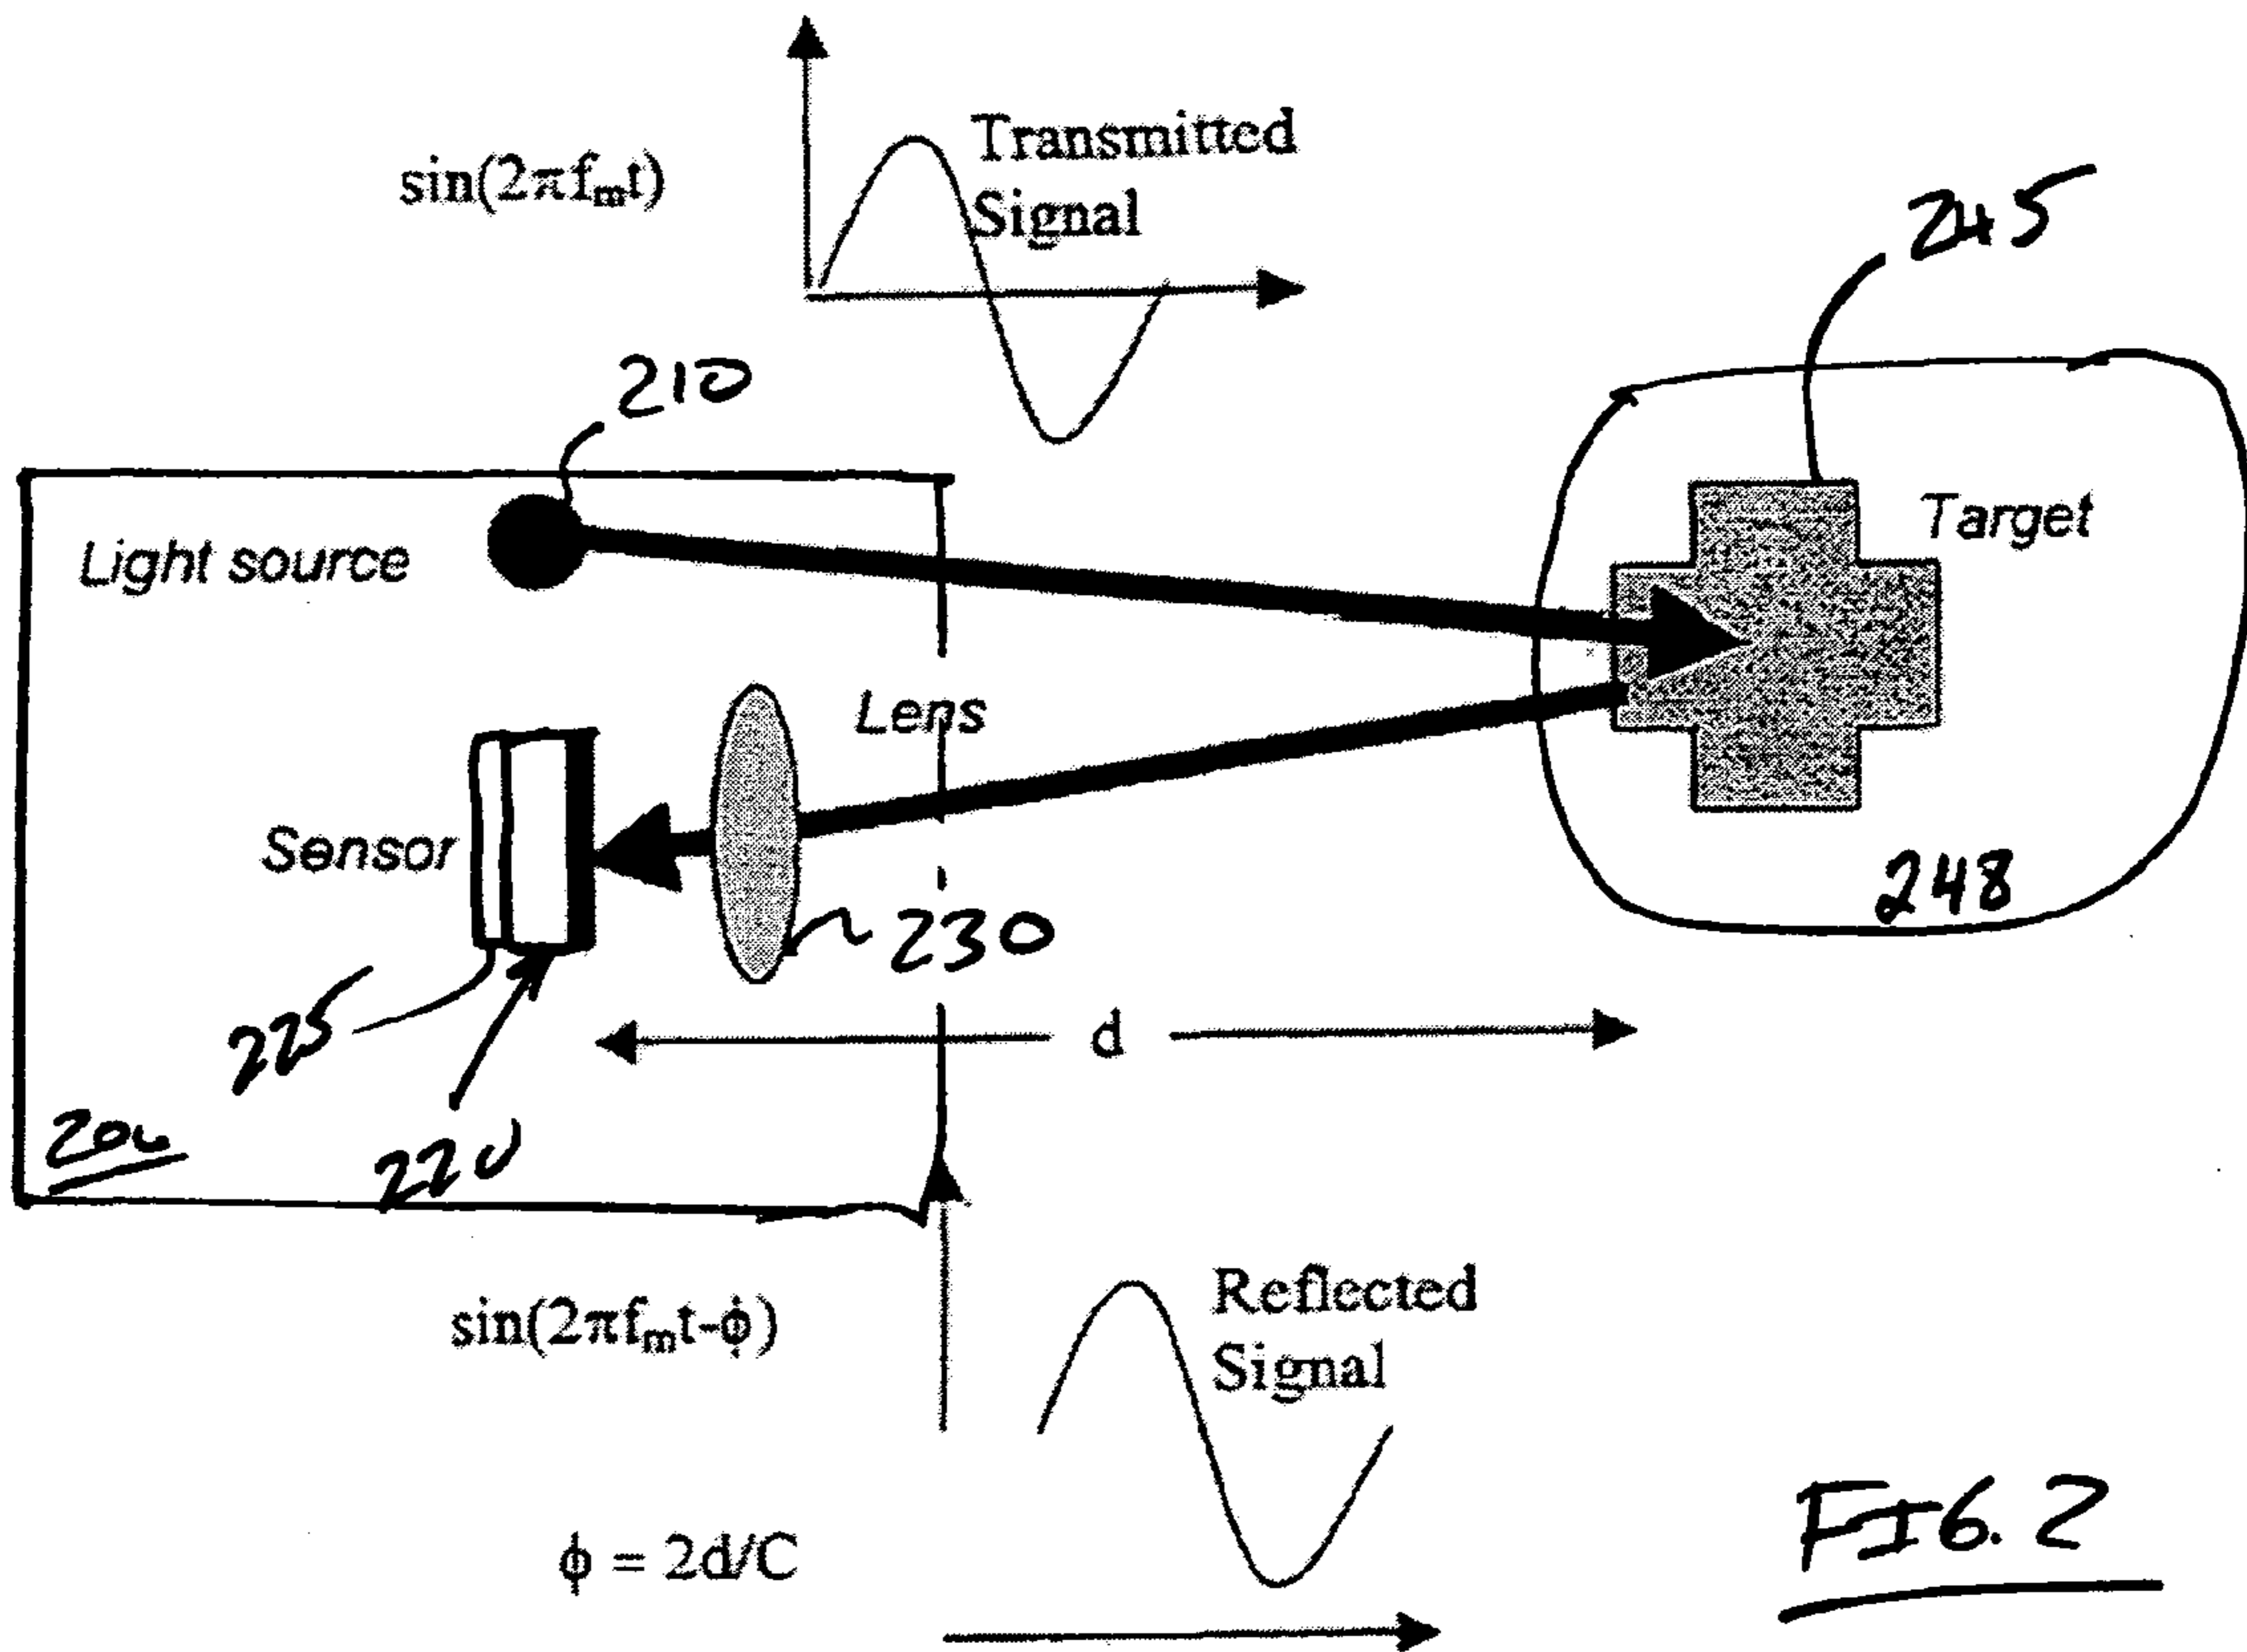 Transmitted
Signal
sin(2πfₘt)
245
210
Light source
Target
Lens
Sensor
248
230
225
d
200
220
sin(2πfₘt-ϕ)
Reflected
Signal
ϕ = 2d/C
FIG. 2